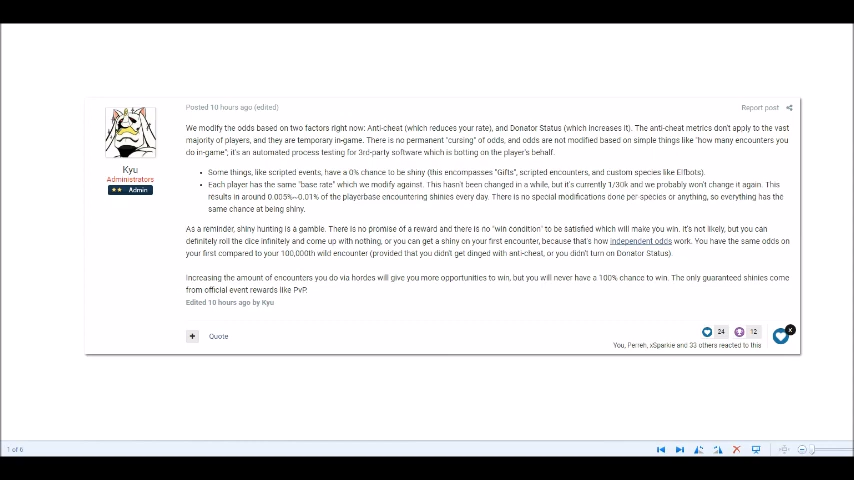 Posted 10 hours ago (edited)
Report post
Kyu
Administrators
Admin
We modify the odds based on two factors right now: Anti-cheat (which reduces your rate), and Donator Status (which increases it). The anti-cheat metrics don't apply to the vast
majority of players, and they are temporary in-game. There is no permanent "cursing" of odds, and odds are not modified based on simple things like "how many encounters you
do in-game"; it's an automated process testing for 3rd-party software which is botting on the player's behalf.
• Some things, like scripted events, have a 0% chance to be shiny (this encompasses "Gifts", scripted encounters, and custom species like Elfbots).
• Each player has the same "base rate" which we modify against. This hasn't been changed in a while, but it's currently 1/30k and we probably won't change it again. This
results in around 0.005%~0.01% of the playerbase encountering shinies every day. There is no special modifications done per-species or anything, so everything has the
same chance at being shiny.
As a reminder, shiny hunting is a gamble. There is no promise of a reward and there is no "win condition" to be satisfied which will make you win. It's not likely, but you can
definitely roll the dice infinitely and come up with nothing, or you can get a shiny on your first encounter, because that's how independent odds work. You have the same odds on
your first compared to your 100,000th wild encounter (provided that you didn't get dinged with anti-cheat, or you didn't turn on Donator Status).
Increasing the amount of encounters you do via hordes will give you more opportunities to win, but you will never have a 100% chance to win. The only guaranteed shinies come
from official event rewards like PvP.
Edited 10 hours ago by Kyu
+ Quote
24 12
x
You, Perreh, xSparkie and 33 others reacted to this
1 of 6